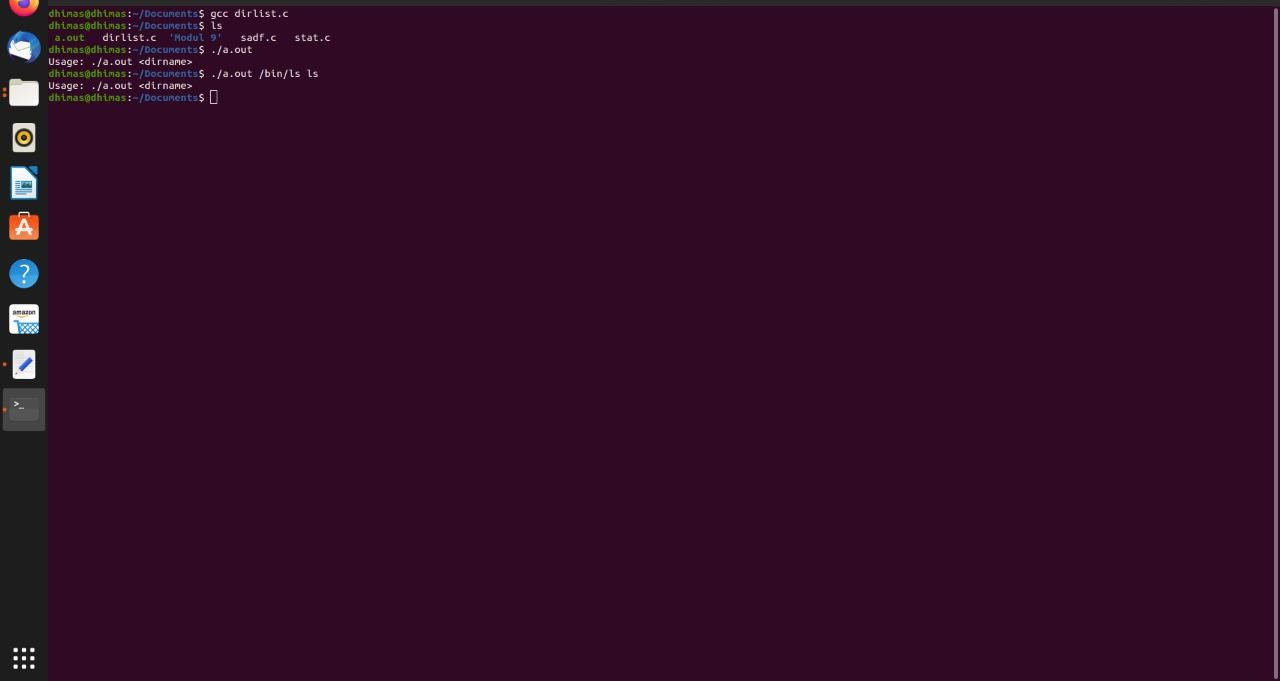 dhimas@dhimas:~/Documents$ gcc dirlist.c
dhimas@dhimas:~/Documents$ ls
a.out   dirlist.c  'Modul 9'   sadf.c   stat.c
dhimas@dhimas:~/Documents$ ./a.out
Usage: ./a.out <dirname>
dhimas@dhimas:~/Documents$ ./a.out /bin/ls ls
Usage: ./a.out <dirname>
dhimas@dhimas:~/Documents$
A
?
amazon
>_